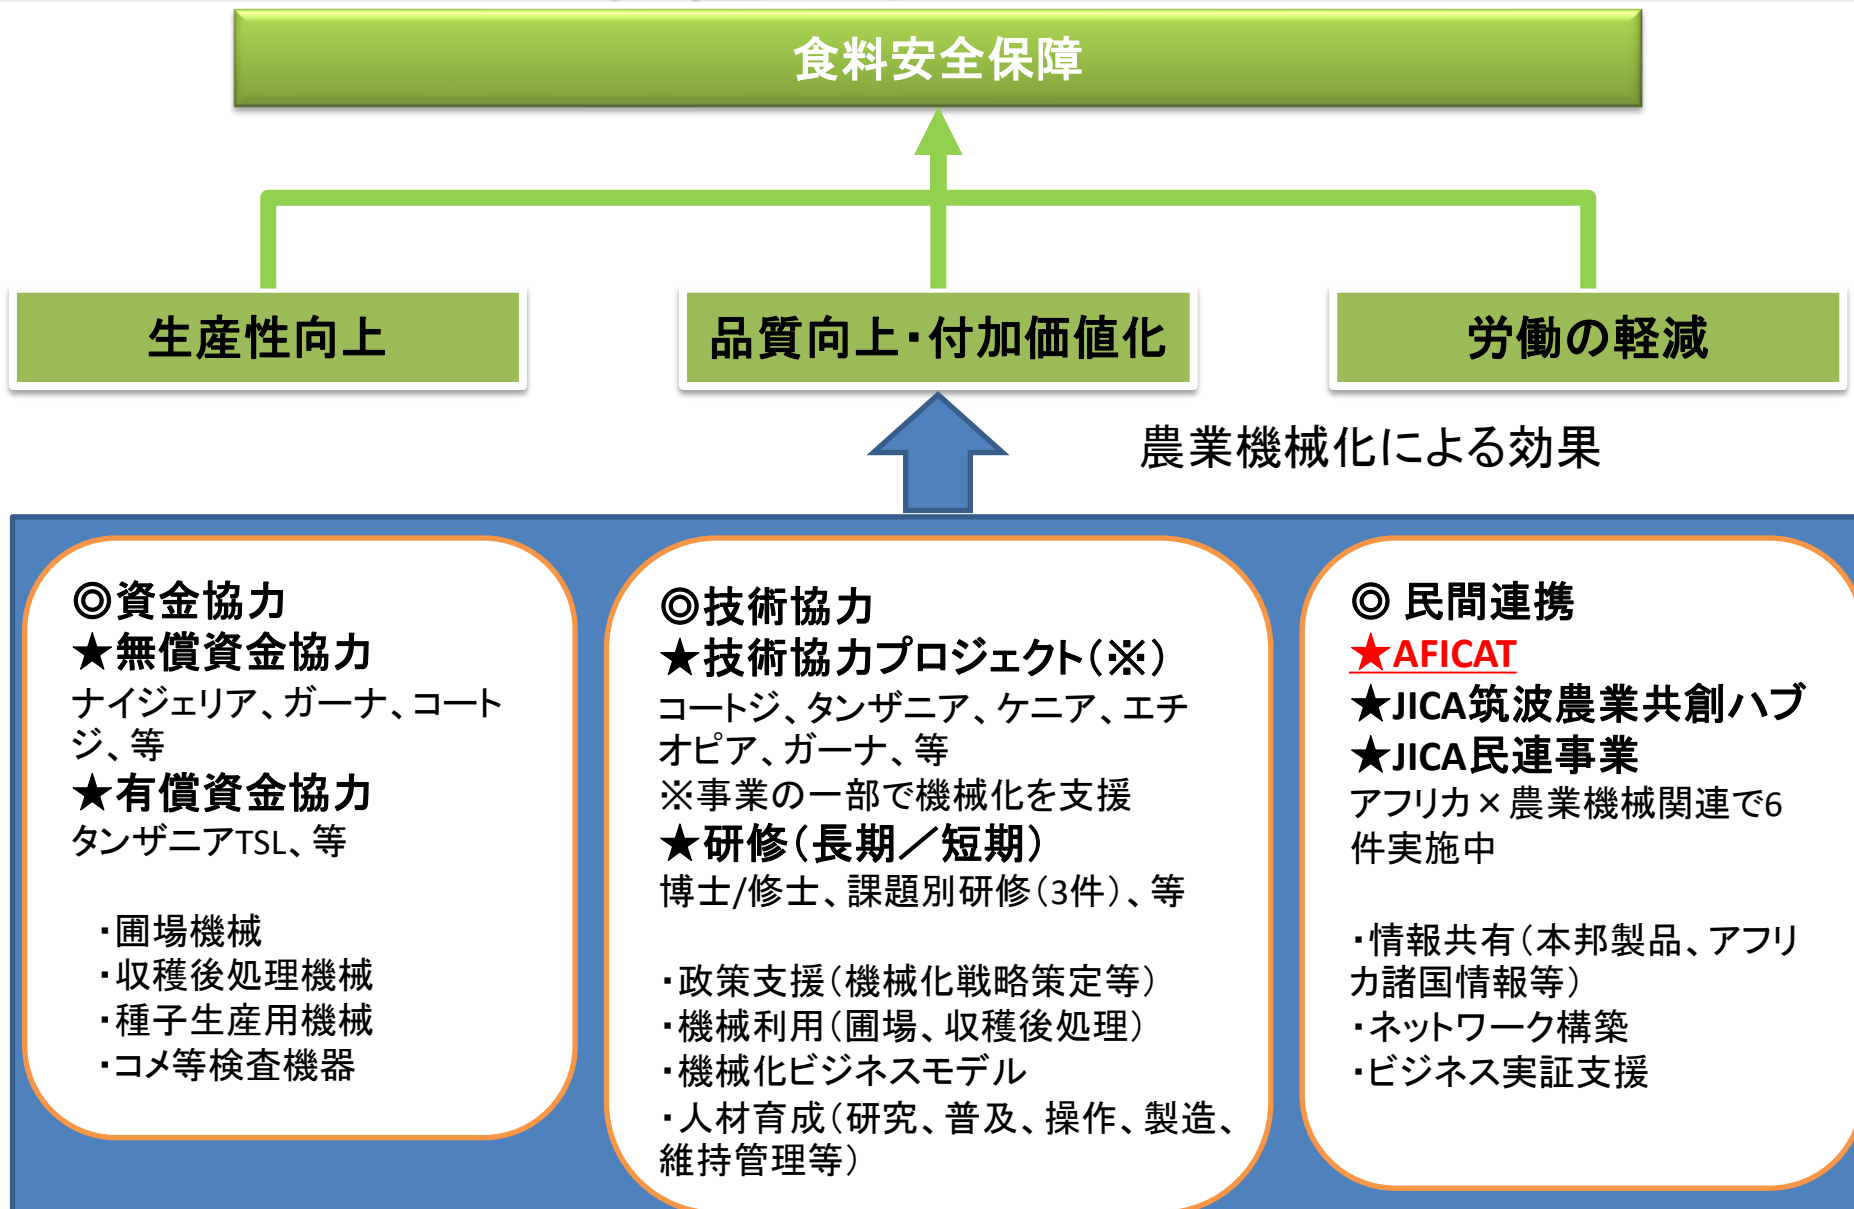 食料安全保障
生産性向上
品質向上・付加価値化
労働の軽減
農業機械化による効果
◎資金協力
★無償資金協力
ナイジェリア、ガーナ、コート
ジ、等
★有償資金協力
タンザニアTSL、等
・圃場機械
・収穫後処理機械
・種子生産用機械
・コメ等検査機器
◎技術協力
★技術協力プロジェクト(※)
コートジ、タンザニア、ケニア、エチ
オピア、ガーナ、等
※事業の一部で機械化を支援
★研修(長期／短期)
博士/修士、課題別研修(3件)、等
・政策支援(機械化戦略策定等)
・機械利用(圃場、収穫後処理)
・機械化ビジネスモデル
・人材育成(研究、普及、操作、製造、
維持管理等)
◎ 民間連携
★AFICAT
★JICA筑波農業共創ハブ
★JICA民連事業
アフリカ×農業機械関連で6
件実施中
・情報共有(本邦製品、アフリ
カ諸国情報等)
・ネットワーク構築
・ビジネス実証支援